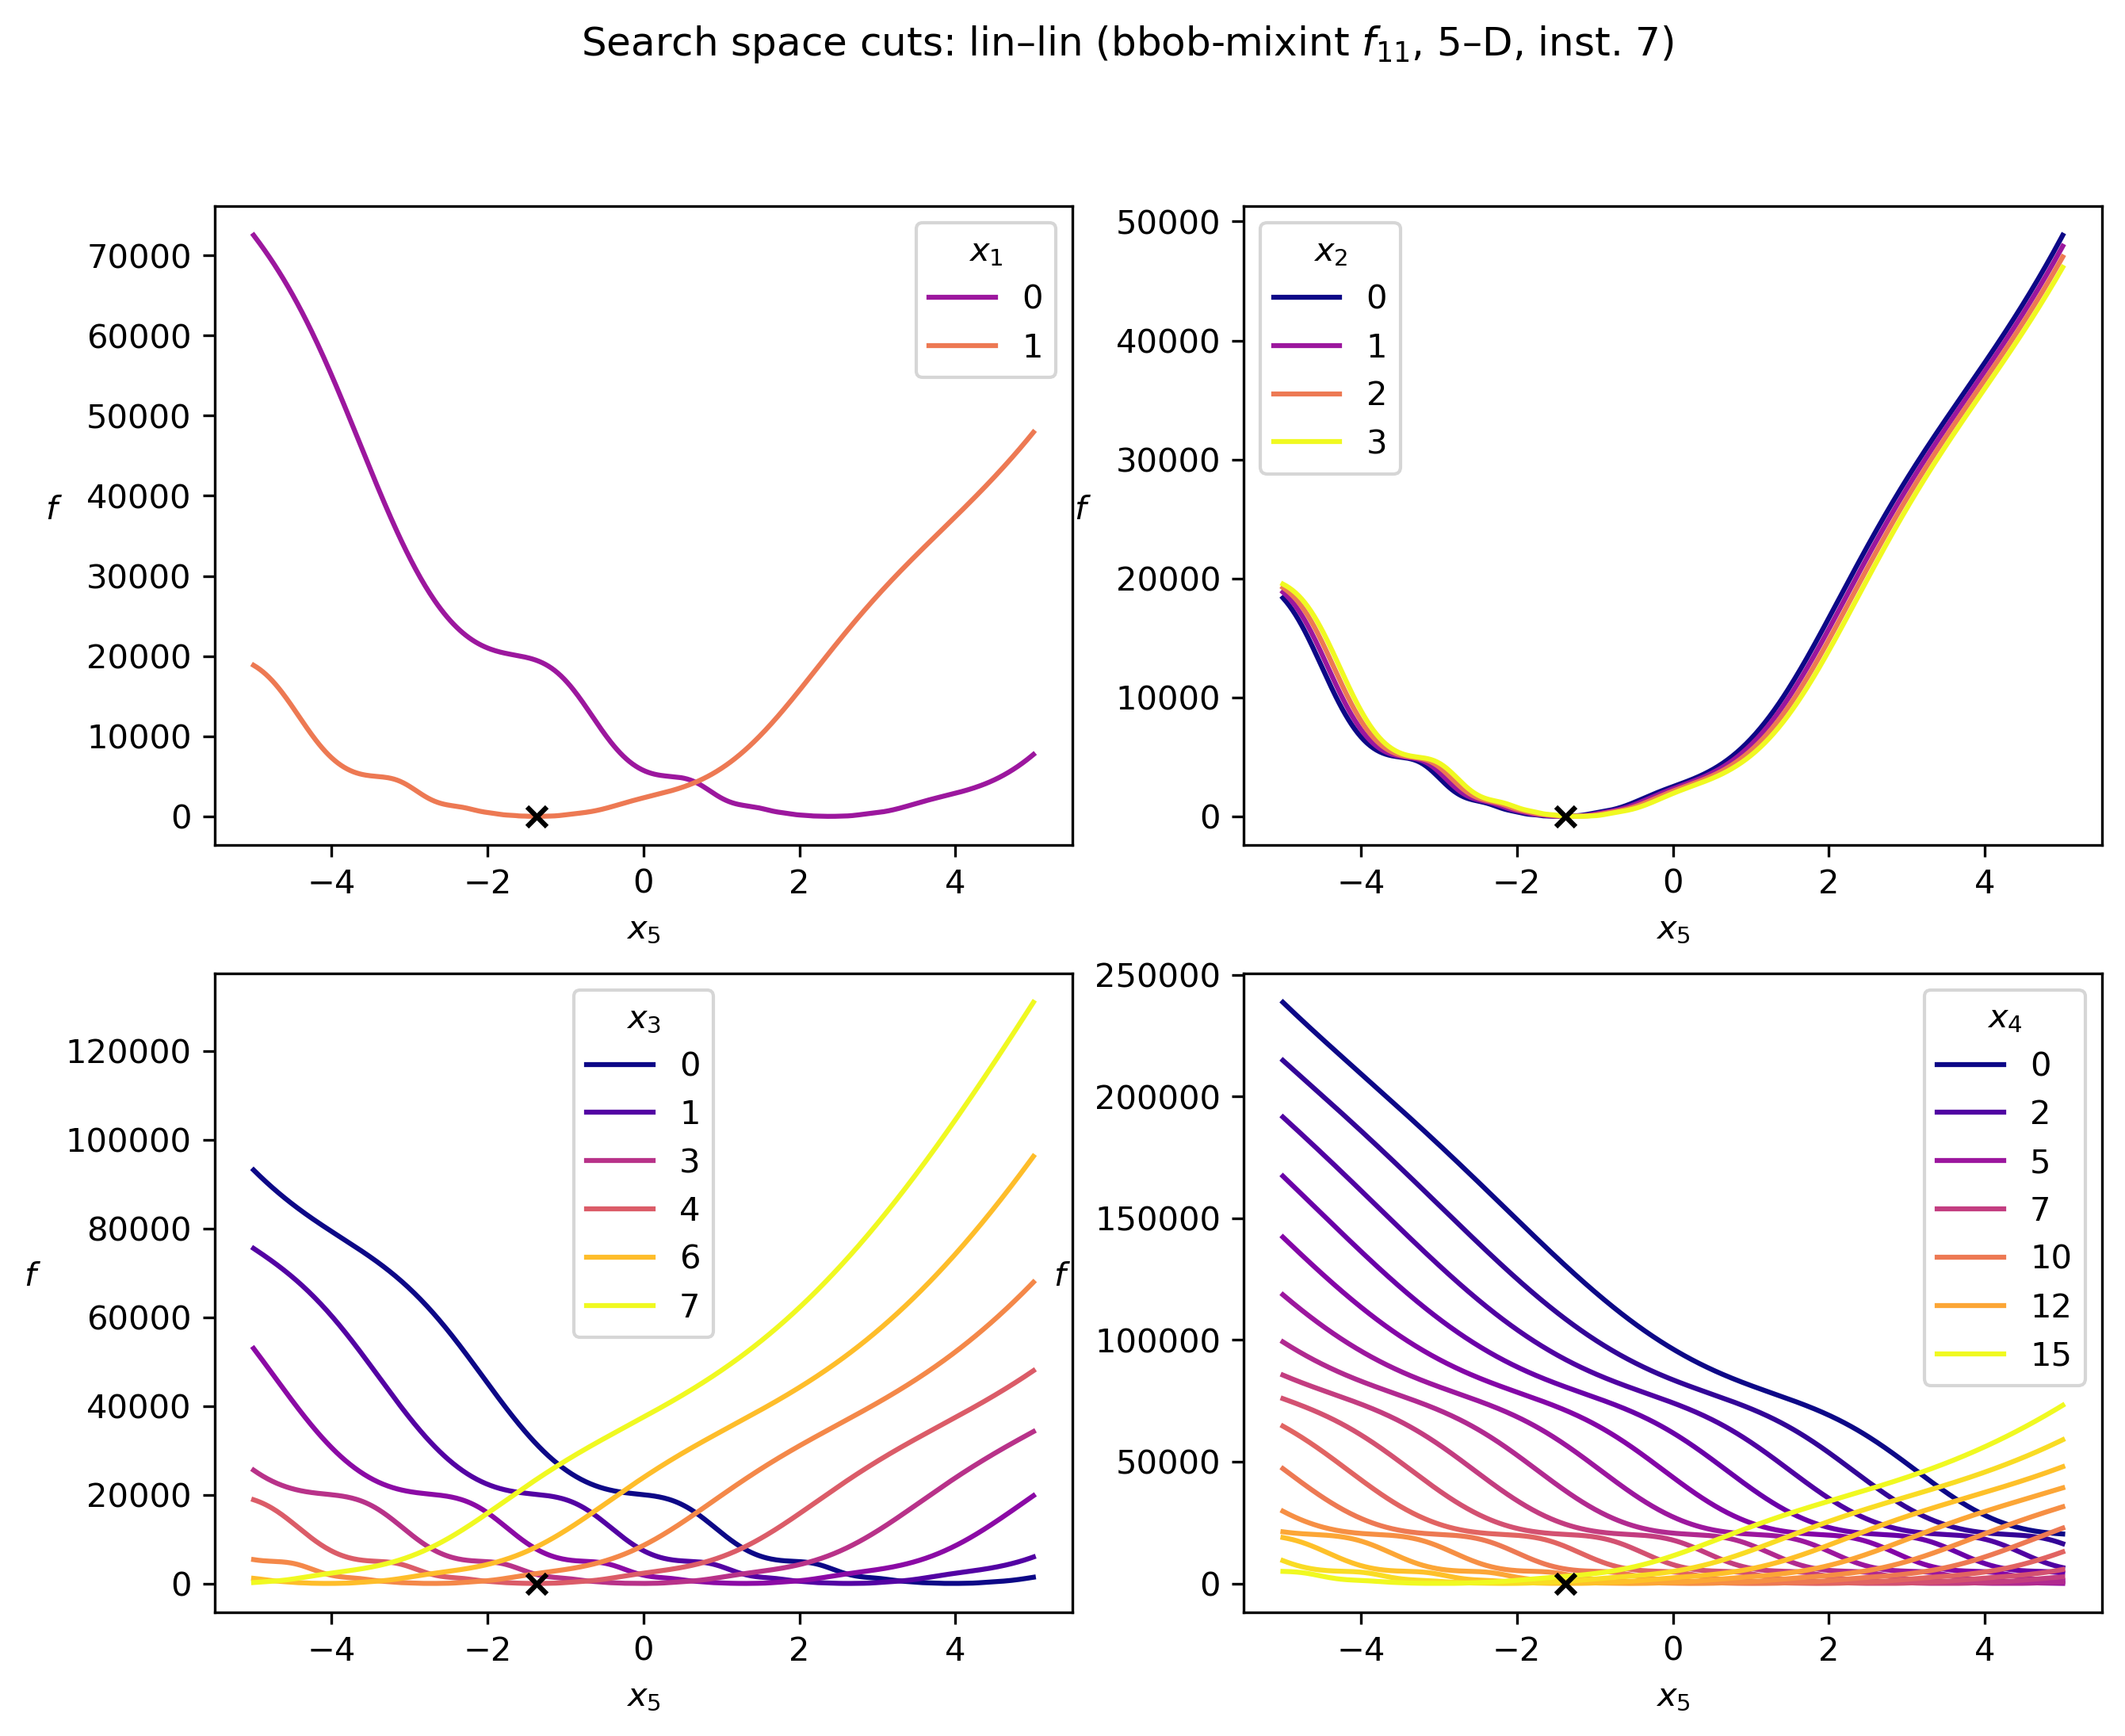 Search space cuts: lin–lin (bbob-mixint f₁₁, 5–D, inst. 7)
f
70000
60000
50000
40000
30000
20000
10000
0
−4 −2 0 2 4
x₅
x₁
0
1
f
50000
40000
30000
20000
10000
0
−4 −2 0 2 4
x₅
x₂
0
1
2
3
f
120000
100000
80000
60000
40000
20000
0
−4 −2 0 2 4
x₅
x₃
0
1
3
4
6
7
f
250000
200000
150000
100000
50000
0
−4 −2 0 2 4
x₅
x₄
0
2
5
7
10
12
15